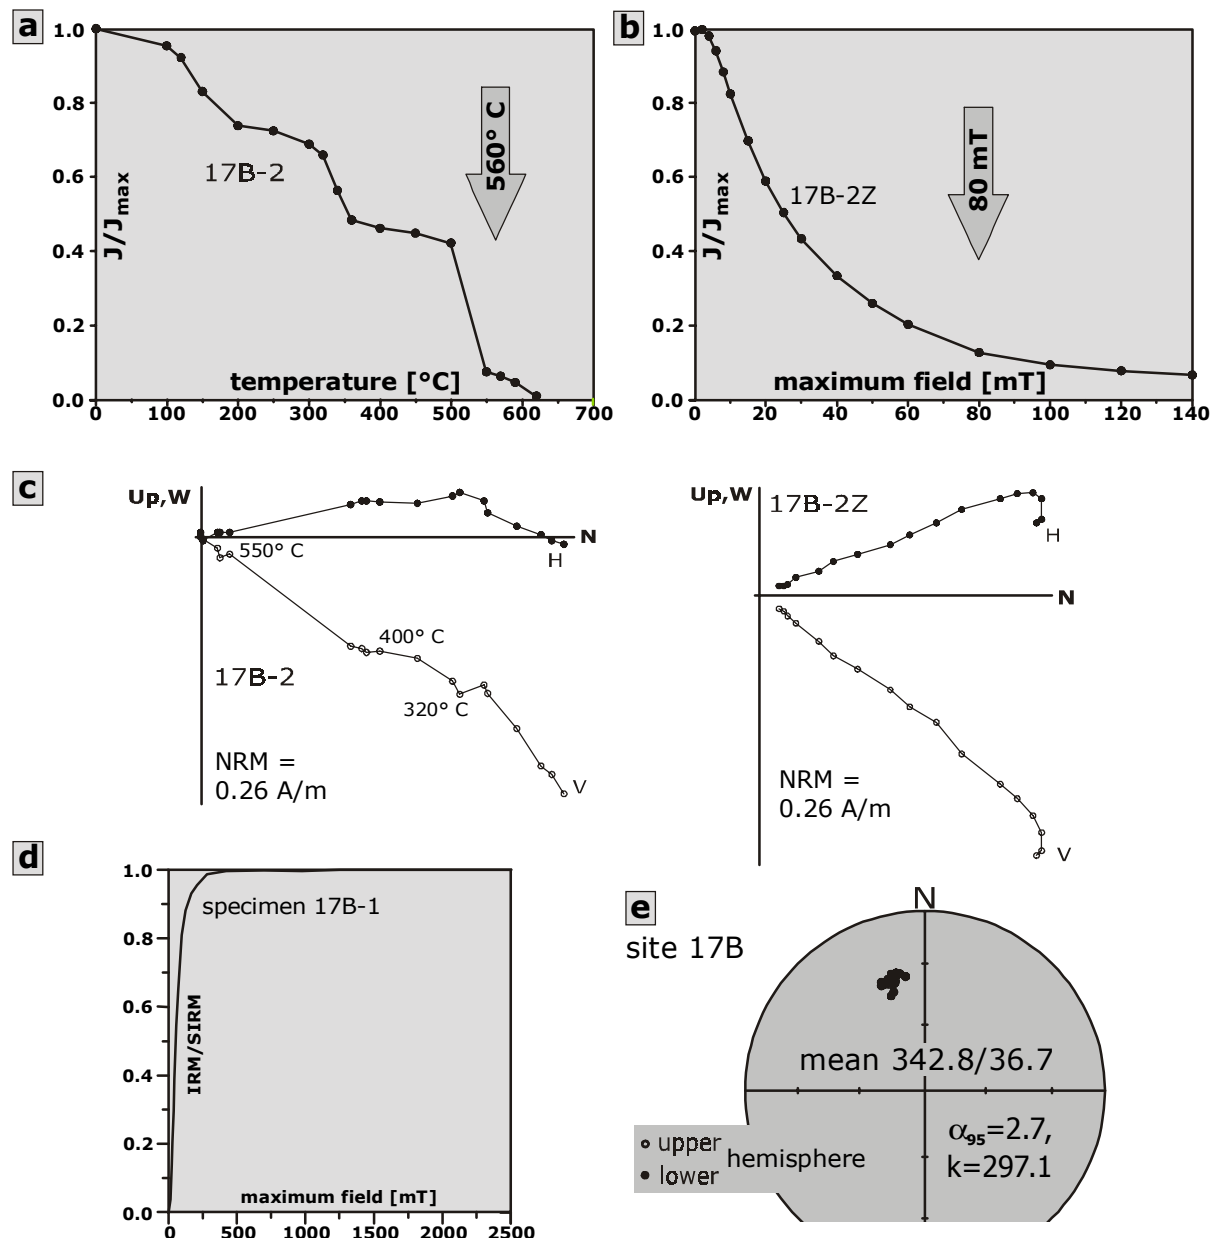 a
1.0
0.8
0.6
0.4
0.2
0.0
J/Jmax
17B-2
560° C
temperature [°C]
0 100 200 300 400 500 600 700
b
1.0
0.8
0.6
0.4
0.2
0.0
J/Jmax
17B-2Z
80 mT
maximum field [mT]
0 20 40 60 80 100 120 140
c
Up,W
N
H
550° C
400° C
17B-2
320° C
NRM =
0.26 A/m
V
Up,W
17B-2Z
H
N
NRM =
0.26 A/m
V
d
1.0
0.8
0.6
0.4
0.2
0.0
specimen 17B-1
IRM/SIRM
maximum field [mT]
0 500 1000 1500 2000 2500
e
N
site 17B
mean 342.8/36.7
α95=2.7,
k=297.1
upper
hemisphere
lower